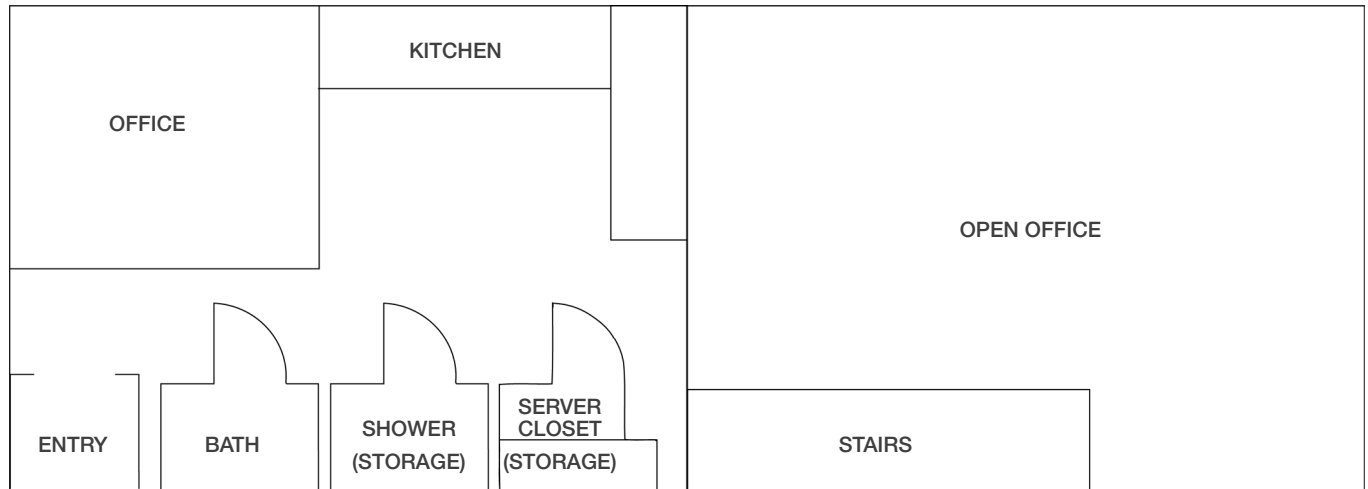 KITCHEN
OFFICE
OPEN OFFICE
ENTRY
BATH
SHOWER
(STORAGE)
SERVER
CLOSET
(STORAGE)
STAIRS